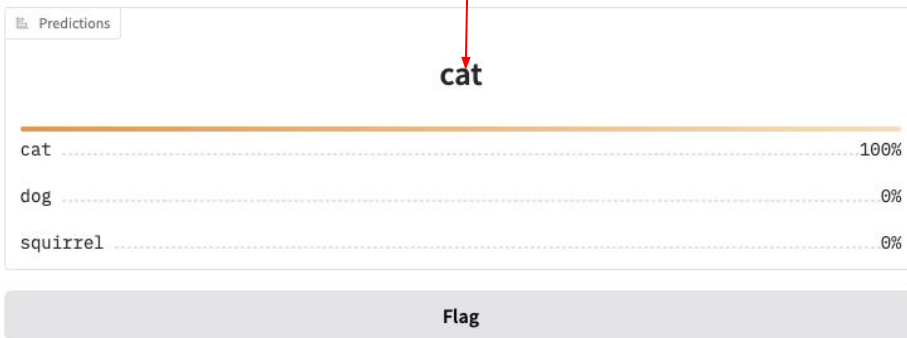 Predictions
cat
cat 100%
dog 0%
squirrel 0%
Flag